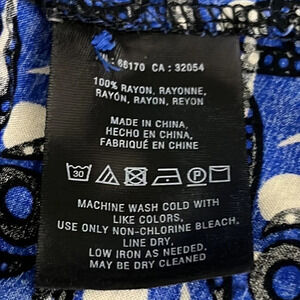 : 66170 CA : 32054
100% RAYON, RAYONNE,
RAYÓN, RAYON, REYON
MADE IN CHINA,
HECHO EN CHINA,
FABRIQUÉ EN CHINE
30
P
MACHINE WASH COLD WITH
LIKE COLORS,
USE ONLY NON-CHLORINE BLEACH.
LINE DRY,
LOW IRON AS NEEDED.
MAY BE DRY CLEANED